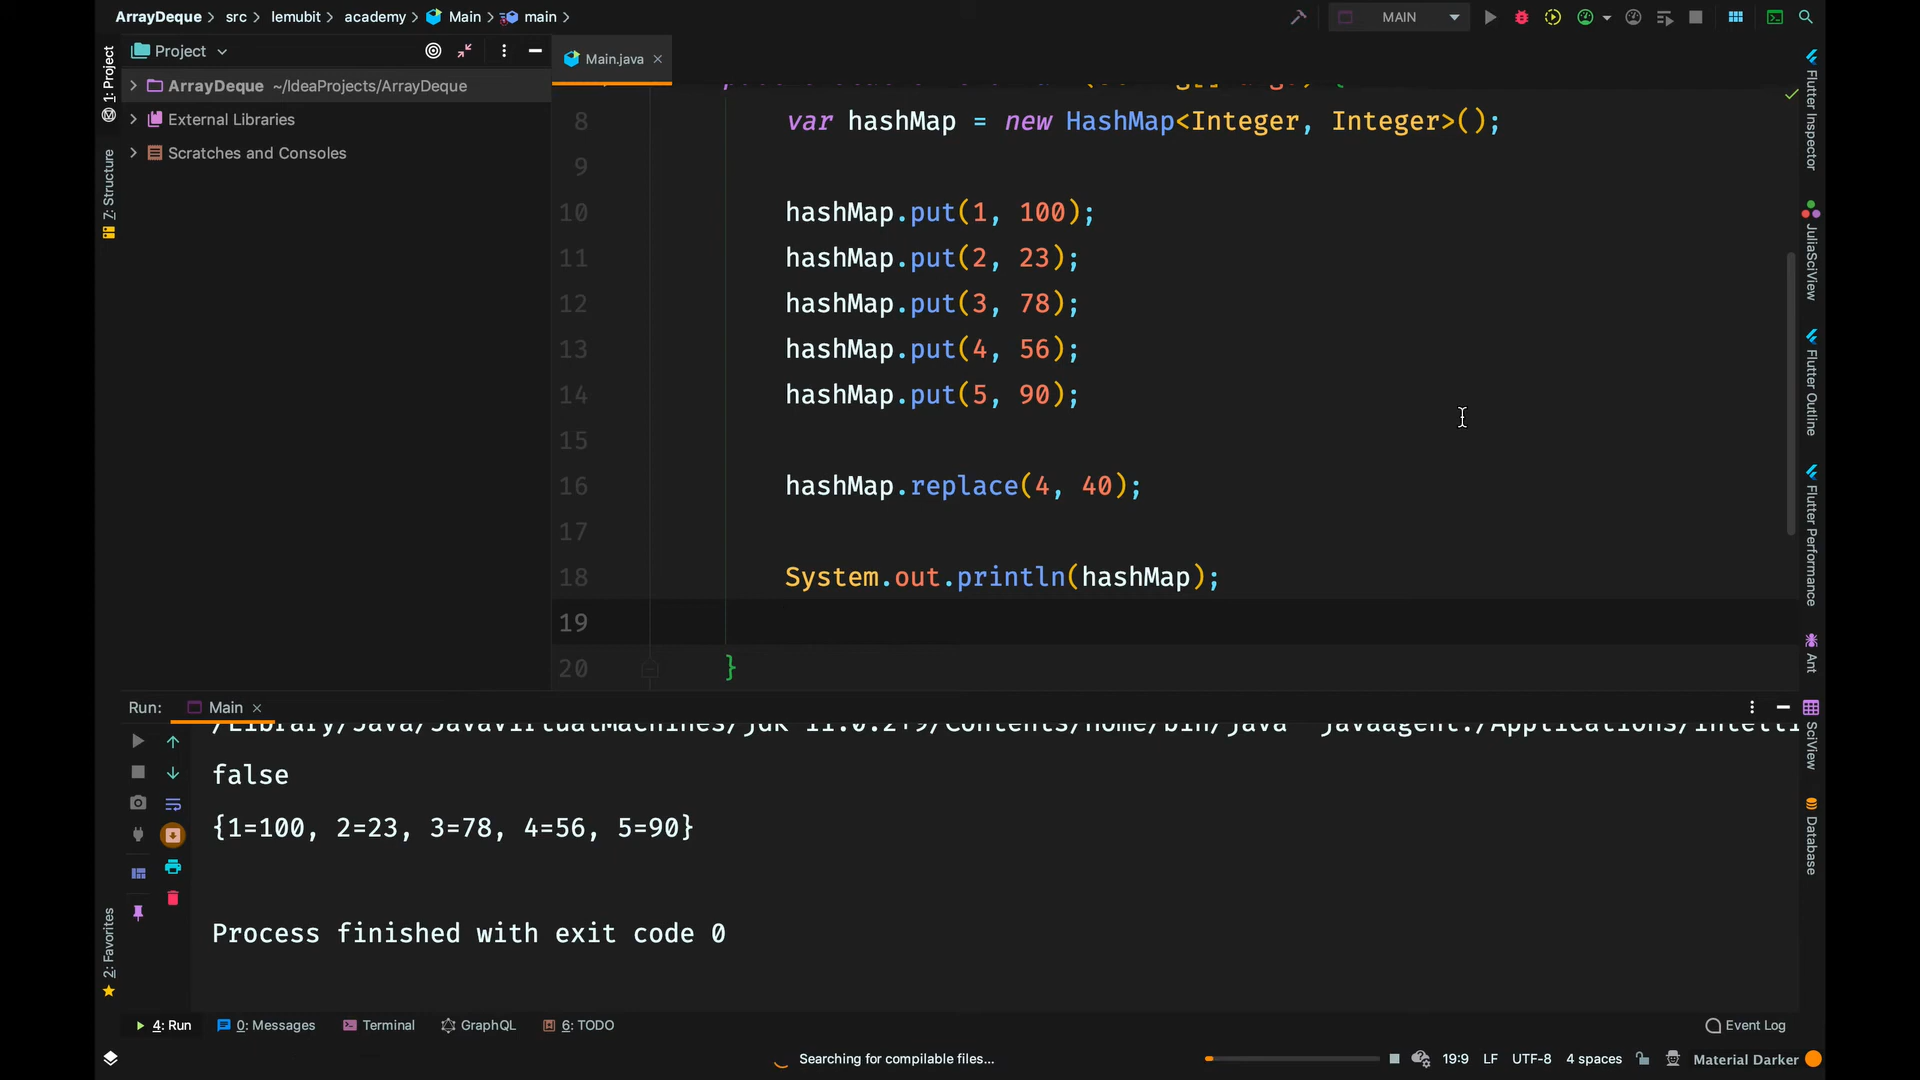 ArrayDeque src lemubit academy Main main
MAIN
1: Project
Project
Main.java
ArrayDeque ~/IdeaProjects/ArrayDeque
External Libraries
Scratches and Consoles
7: Structure
8 var hashMap = new HashMap<Integer, Integer>();
9
10 hashMap.put(1, 100);
11 hashMap.put(2, 23);
12 hashMap.put(3, 78);
13 hashMap.put(4, 56);
14 hashMap.put(5, 90);
15
16 hashMap.replace(4, 40);
17
18 System.out.println(hashMap);
19
20 }
Flutter Inspector
JuliaSciView
Flutter Outline
Flutter Performance
Ant
SciView
Database
Run: Main
false
{1=100, 2=23, 3=78, 4=56, 5=90}
Process finished with exit code 0
2: Favorites
4: Run 0: Messages Terminal GraphQL 6: TODO Event Log
Searching for compilable files... 19:9 LF UTF-8 4 spaces Material Darker